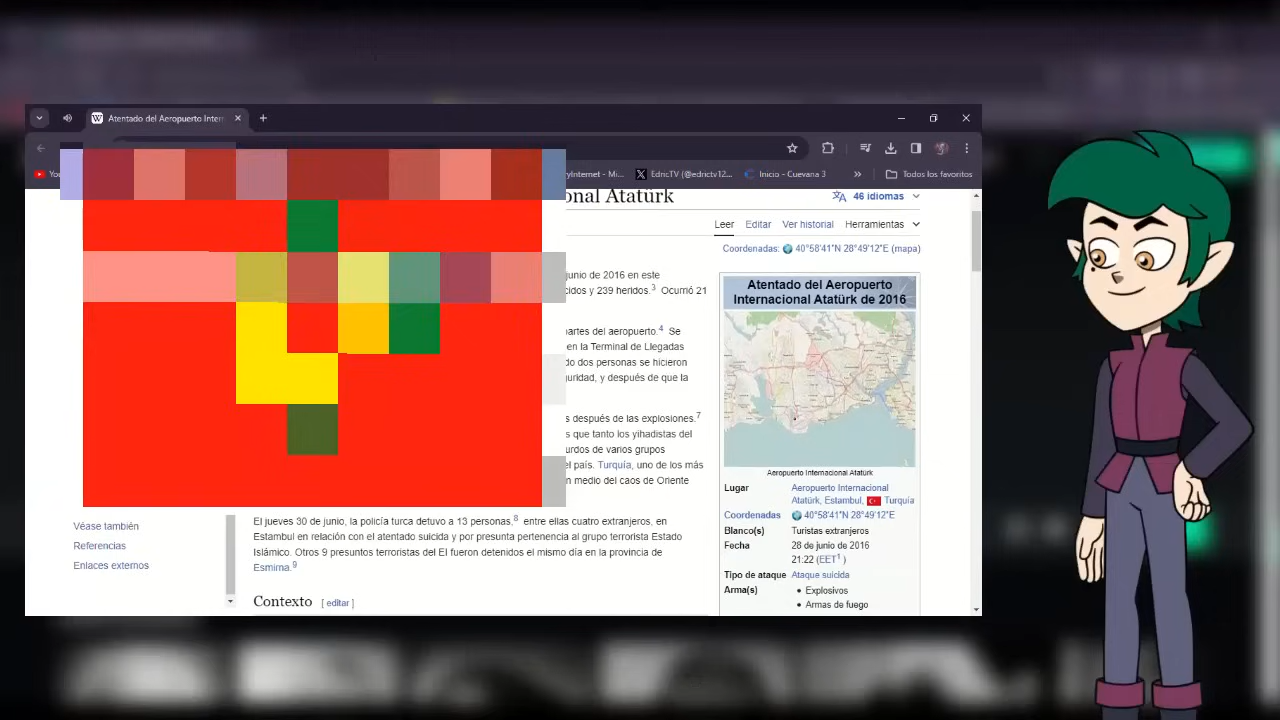 Atentado del Aeropuerto Inter
You
yInternet - Mi...
EdricTV (@edrictv12...
Inicio - Cuevana 3
Todos los favoritos
onal Atatürk
46 idiomas
Leer Editar Ver historial Herramientas
Coordenadas: 40°58′41″N 28°49′12″E (mapa)
junio de 2016 en este
cidos y 239 heridos.3 Ocurrió 21
partes del aeropuerto.4 Se
en la Terminal de Llegadas
do dos personas se hicieron
guridad, y después de que la
s después de las explosiones.7
s que tanto los yihadistas del
urdos de varios grupos
el país. Turquía, uno de los más
n medio del caos de Oriente
El jueves 30 de junio, la policía turca detuvo a 13 personas,8 entre ellas cuatro extranjeros, en
Estambul en relación con el atentado suicida y por presunta pertenencia al grupo terrorista Estado
Islámico. Otros 9 presuntos terroristas del EI fueron detenidos el mismo día en la provincia de
Esmirna.9
Contexto [ editar ]
Véase también
Referencias
Enlaces externos
Atentado del Aeropuerto
Internacional Atatürk de 2016
Aeropuerto Internacional Atatürk
Lugar Aeropuerto Internacional
Atatürk, Estambul, Turquía
Coordenadas 40°58′41″N 28°49′12″E
Blanco(s) Turistas extranjeros
Fecha 28 de junio de 2016
21:22 (EET1)
Tipo de ataque Ataque suicida
Arma(s) • Explosivos
• Armas de fuego